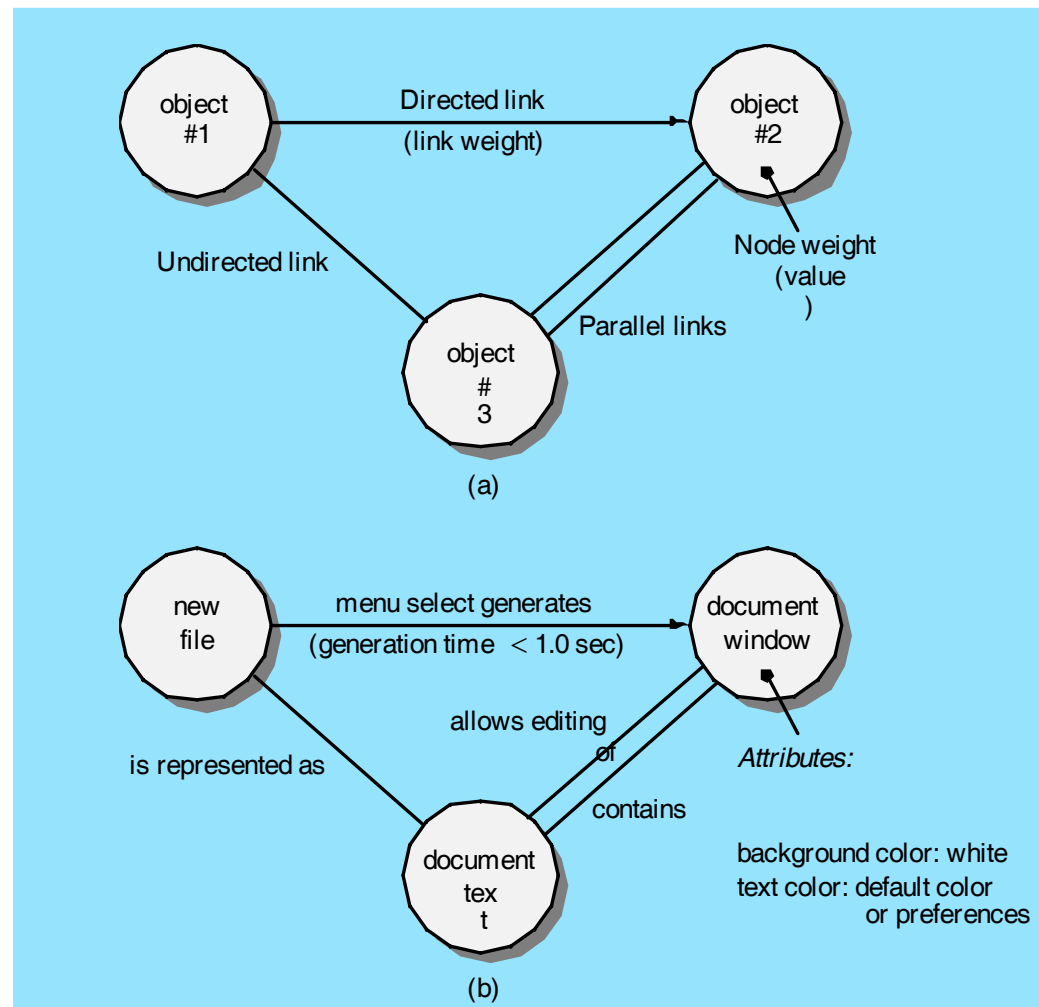 object
#1
Directed link
(link weight)
object
#2
Undirected link
Node weight
(value
)
Parallel links
object
#
3
(a)
new
file
menu select generates
(generation time < 1.0 sec)
document
window
allows editing
of
is represented as
Attributes:
contains
background color: white
text color: default color
or preferences
document
tex
t
(b)